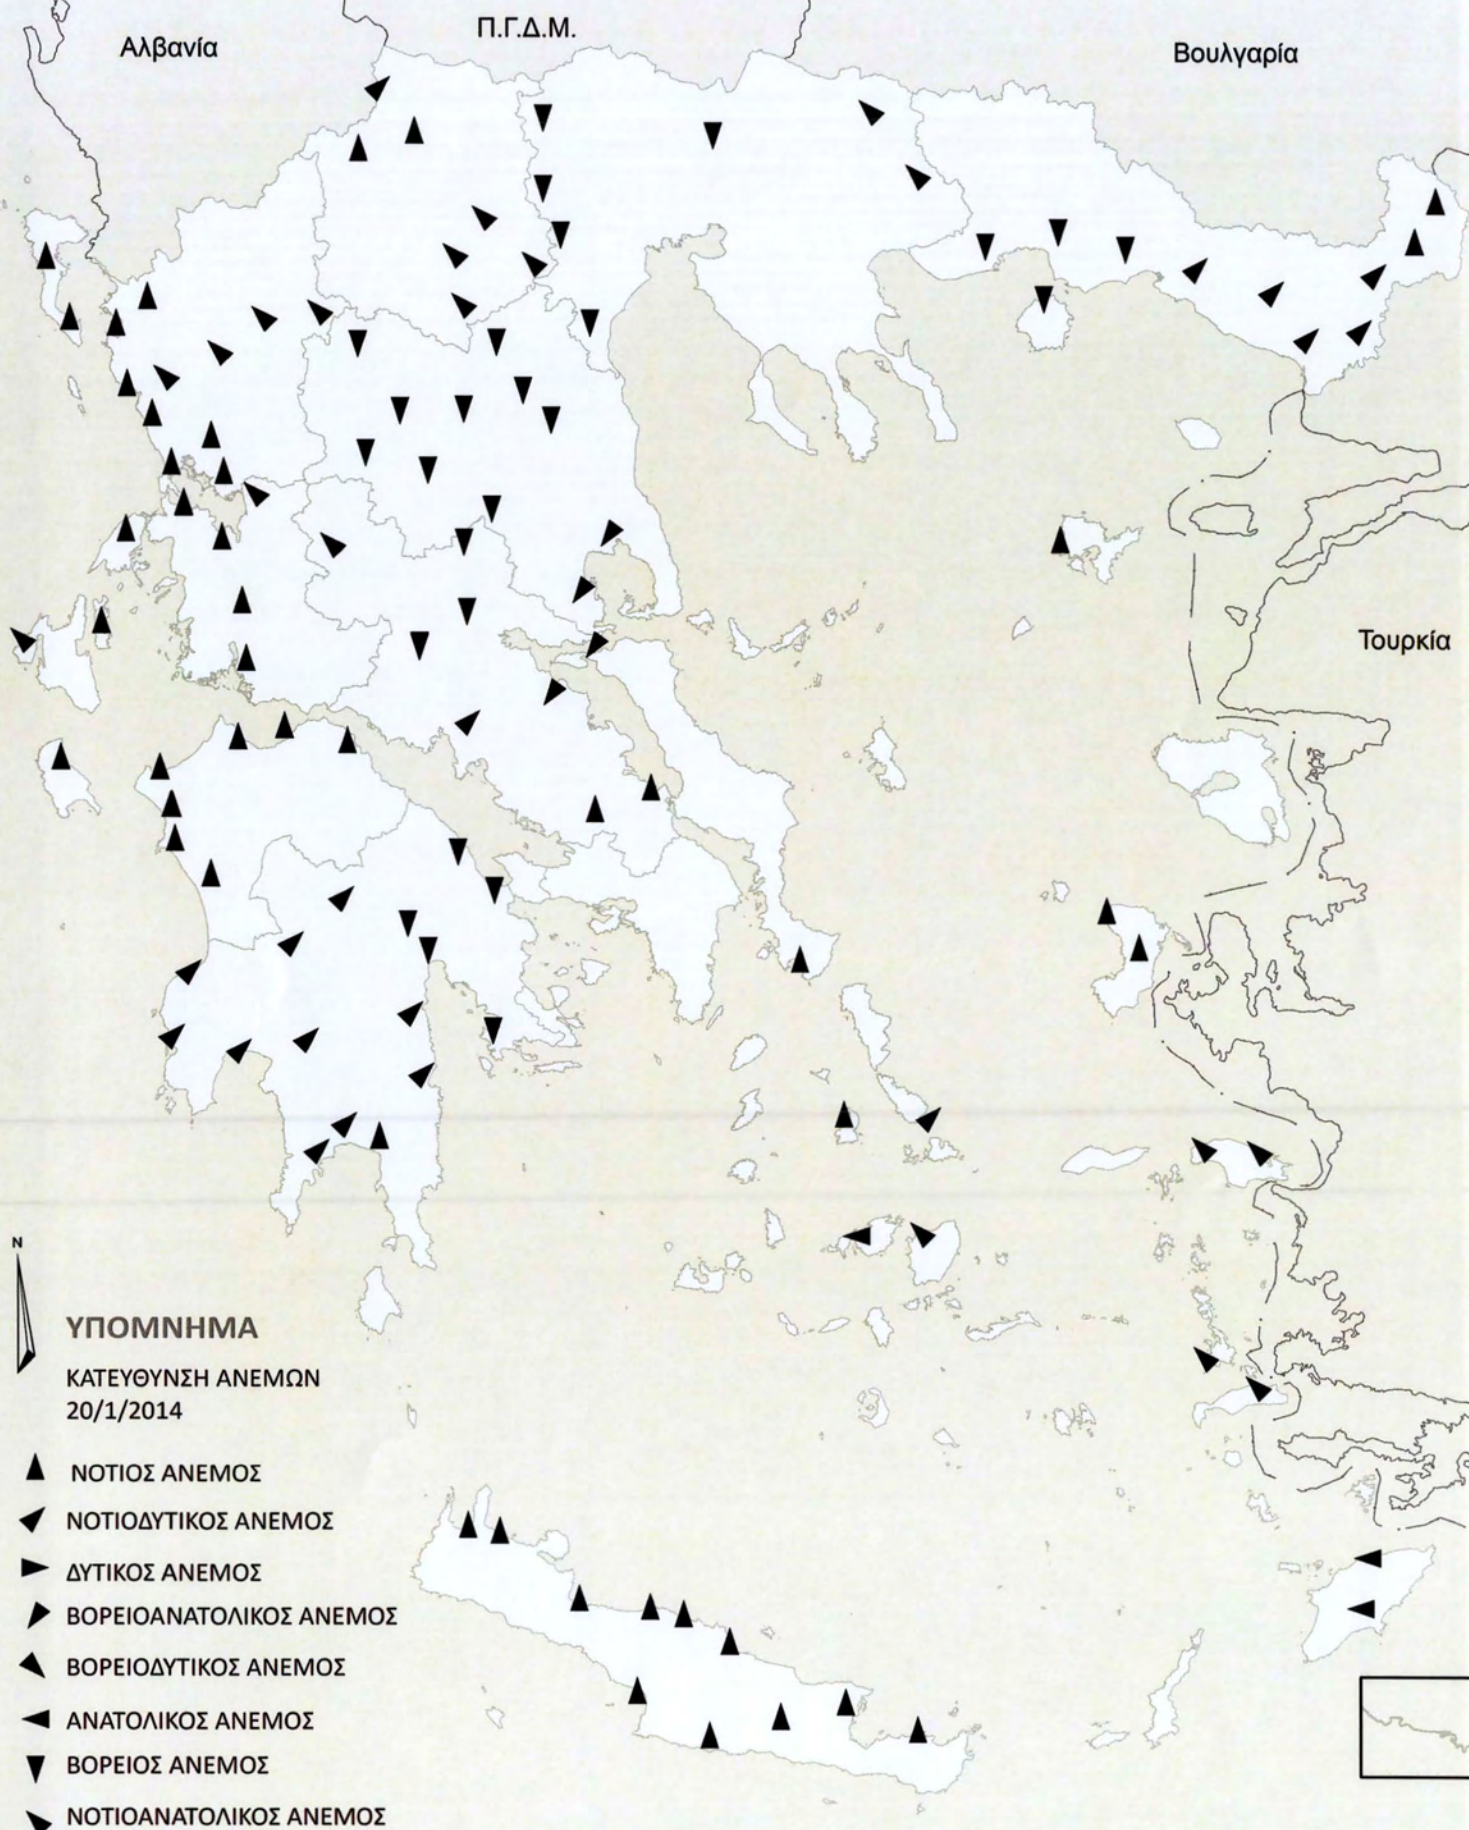 Αλβανία
Π.Γ.Δ.Μ.
Βουλγαρία
Τουρκία
N
ΥΠΟΜΝΗΜΑ
ΚΑΤΕΥΘΥΝΣΗ ΑΝΕΜΩΝ
20/1/2014
ΝΟΤΙΟΣ ΑΝΕΜΟΣ
ΝΟΤΙΟΔΥΤΙΚΟΣ ΑΝΕΜΟΣ
ΔΥΤΙΚΟΣ ΑΝΕΜΟΣ
ΒΟΡΕΙΟΑΝΑΤΟΛΙΚΟΣ ΑΝΕΜΟΣ
ΒΟΡΕΙΟΔΥΤΙΚΟΣ ΑΝΕΜΟΣ
ΑΝΑΤΟΛΙΚΟΣ ΑΝΕΜΟΣ
ΒΟΡΕΙΟΣ ΑΝΕΜΟΣ
ΝΟΤΙΟΑΝΑΤΟΛΙΚΟΣ ΑΝΕΜΟΣ